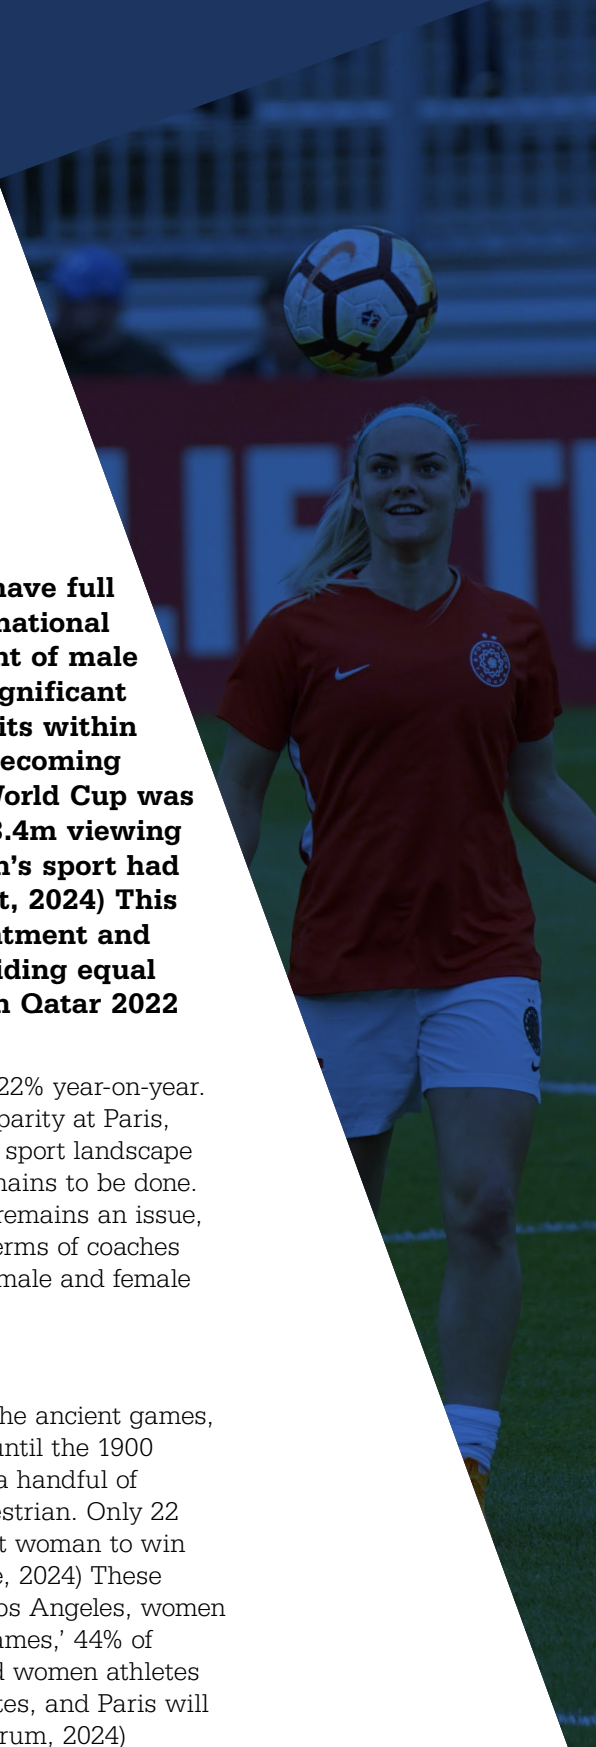 have full
national
nt of male
gnificant
its within
ecoming
World Cup was
3.4m viewing
n’s sport had
t, 2024) This
atment and
iding equal
n Qatar 2022
22% year-on-year.
parity at Paris,
sport landscape
mains to be done.
remains an issue,
erms of coaches
male and female
he ancient games,
until the 1900
a handful of
estrian. Only 22
t woman to win
e, 2024) These
os Angeles, women
ames,’ 44% of
d women athletes
tes, and Paris will
rum, 2024)